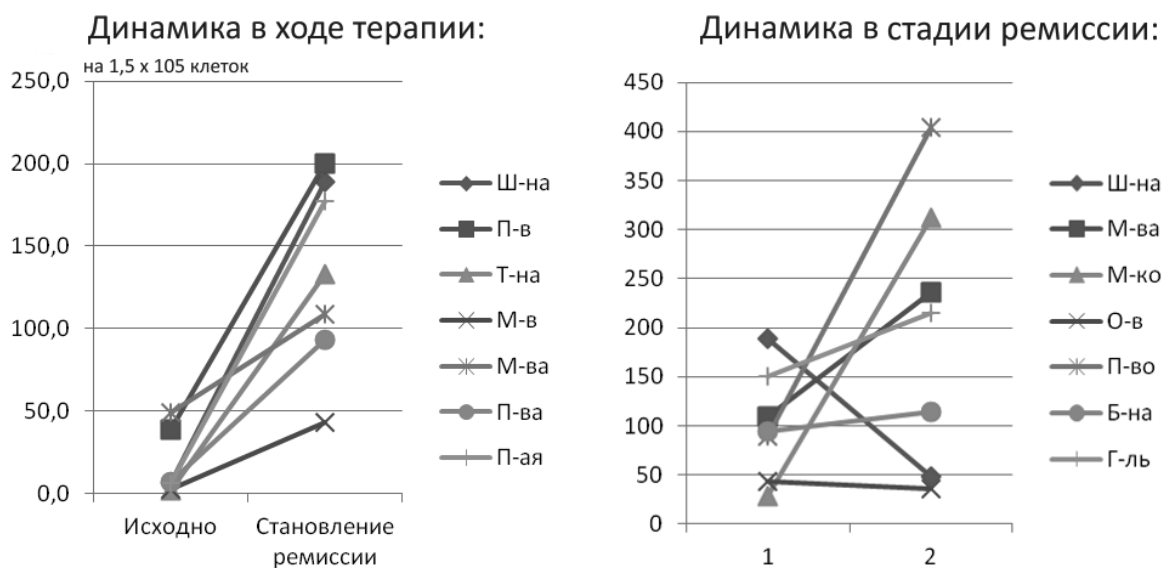 Динамика в ходе терапии:
на 1,5 x 105 клеток
250,0
200,0
150,0
100,0
50,0
0,0
Исходно
Становление
ремиссии
Ш-на
П-в
Т-на
М-в
М-ва
П-ва
П-ая
Динамика в стадии ремиссии:
450
400
350
300
250
200
150
100
50
0
1
2
Ш-на
М-ва
М-ко
О-в
П-во
Б-на
Г-ль